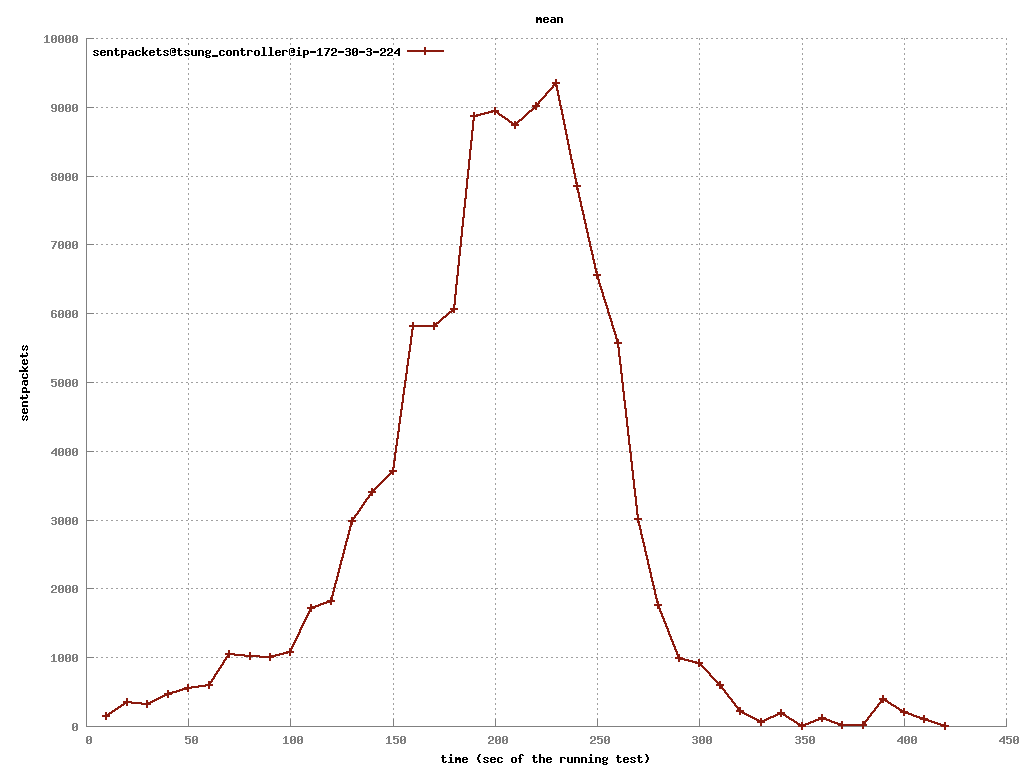 mean
10000
sentpackets@tsung_controller@ip-172-30-3-224
9000
8000
7000
6000
5000
4000
3000
2000
1000
0
sentpackets
0 50 100 150 200 250 300 350 400 450
time (sec of the running test)